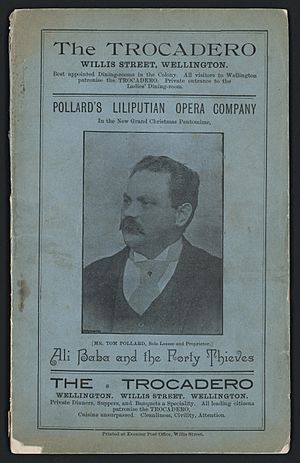 The TROCADERO
WILLIS STREET, WELLINGTON.
Best appointed Dining-rooms in the Colony. All visitors to Wellington
patronise the TROCADERO. Private entrance to the
Ladies' Dining-room.
POLLARD'S LILIPUTIAN OPERA COMPANY
In the New Grand Christmas Pantomime,
[MR. TOM POLLARD, Sole Lessee and Proprietor.]
Ali Baba and the Forty Thieves
THE TROCADERO
WELLINGTON. WILLIS STREET, WELLINGTON.
Private Dinners, Suppers, and Banquets a Speciality. All leading citizens
patronise the TROCADERO,
Cuisine unsurpassed. Cleanliness, Civility, Attention.
Printed at Evening Post Office, Willis Street,